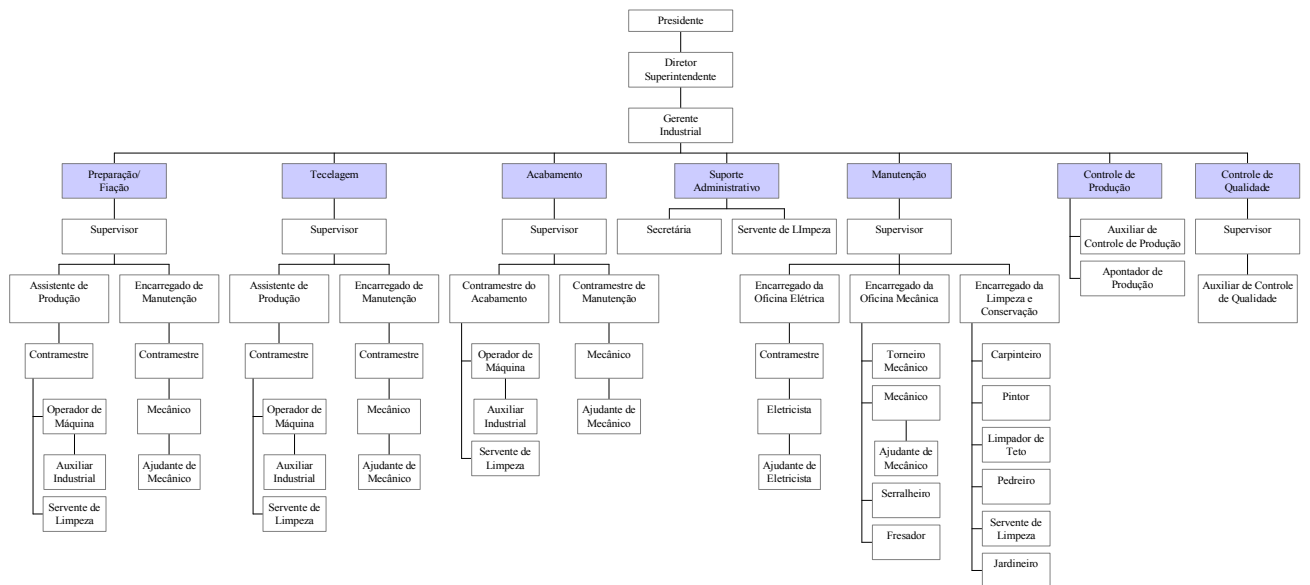 Presidente
Diretor
Superintendente
Gerente
Industrial
Preparação/
Fiação
Tecelagem
Acabamento
Suporte
Administrativo
Manutenção
Controle de
Produção
Controle de
Qualidade
Supervisor
Supervisor
Supervisor
Secretária
Servente de LImpeza
Supervisor
Auxiliar de
Controle de Produção
Supervisor
Assistente de
Produção
Encarregado de
Manutenção
Assistente de
Produção
Encarregado de
Manutenção
Contramestre do
Acabamento
Contramestre de
Manutenção
Encarregado da
Oficina Elétrica
Encarregado da
Oficina Mecânica
Encarregado da
Limpeza e
Conservação
Apontador de
Produção
Auxiliar de Controle
de Qualidade
Contramestre
Contramestre
Contramestre
Contramestre
Operador de
Máquina
Mecânico
Contramestre
Torneiro
Mecânico
Carpinteiro
Operador de
Máquina
Mecânico
Operador de
Máquina
Mecânico
Auxiliar
Industrial
Ajudante de
Mecânico
Eletricista
Mecânico
Pintor
Auxiliar
Industrial
Ajudante de
Mecânico
Auxiliar
Industrial
Ajudante de
Mecânico
Servente de
Limpeza
Ajudante de
Eletricista
Ajudante de
Mecânico
Limpador de
Teto
Servente de
Limpeza
Servente de
Limpeza
Serralheiro
Pedreiro
Fresador
Servente de
Limpeza
Jardineiro